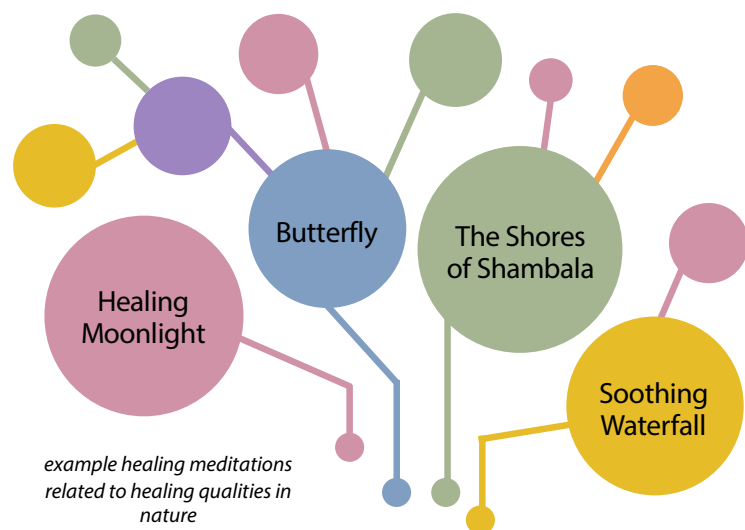 Butterfly
The Shores
of Shambala
Healing
Moonlight
Soothing
Waterfall
example healing meditations
related to healing qualities in
nature